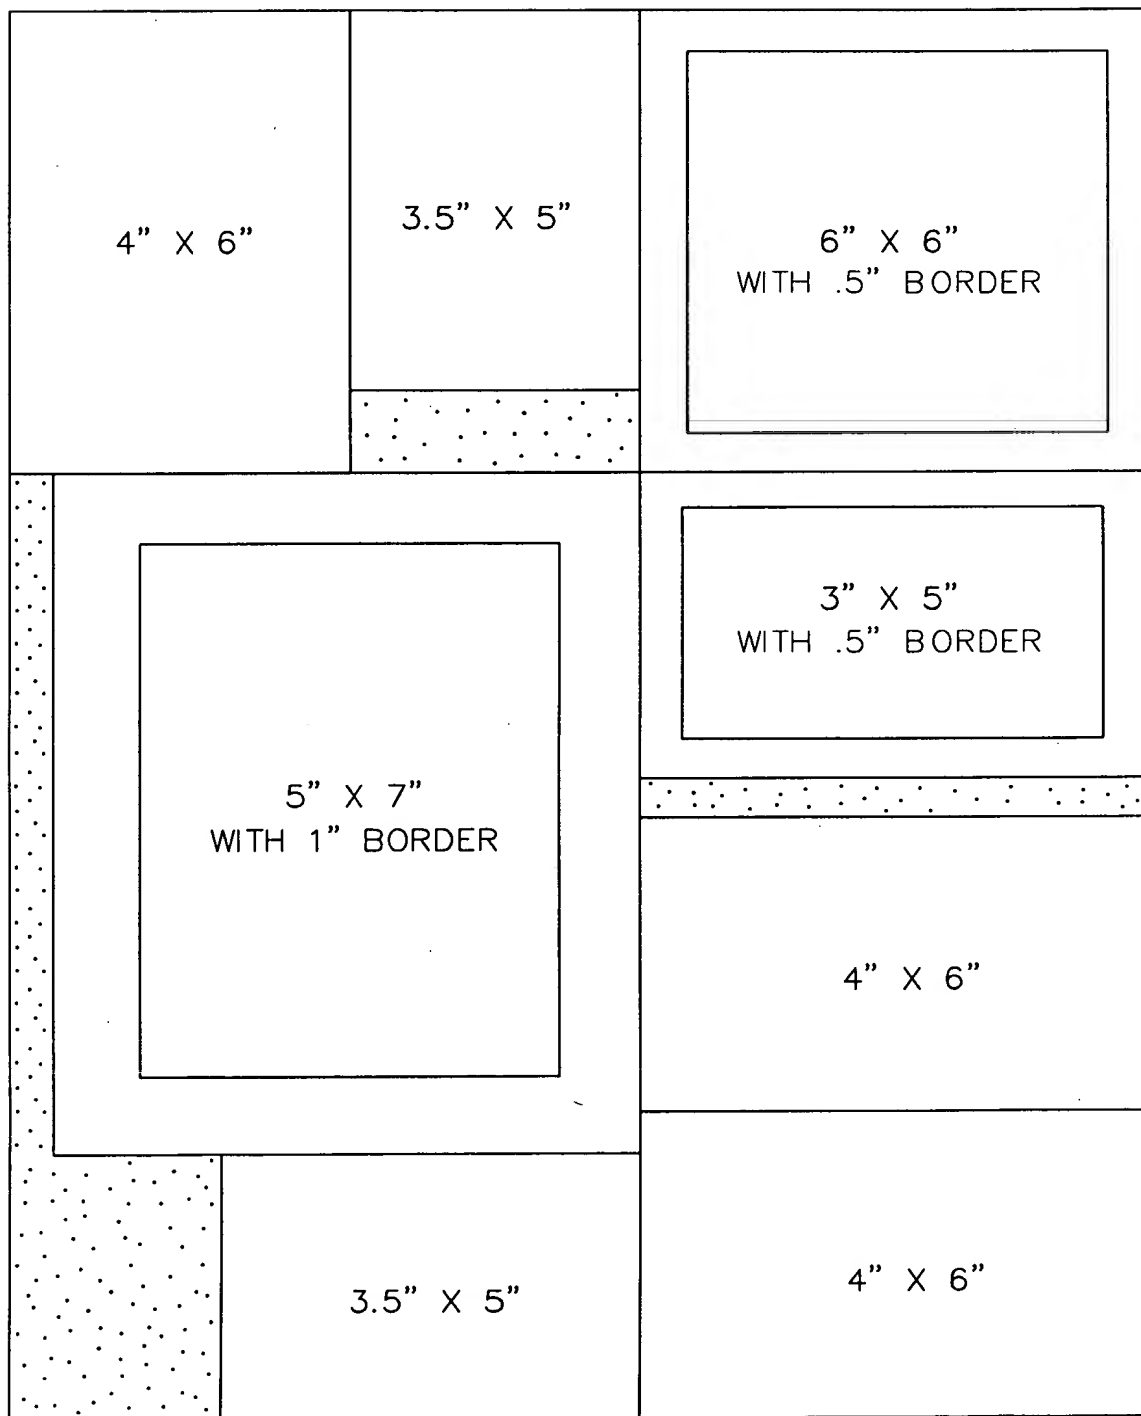 4” X 6”
3.5” X 5”
6” X 6”
WITH .5” BORDER
5” X 7”
WITH 1” BORDER
3” X 5”
WITH .5” BORDER
4” X 6”
3.5” X 5”
4” X 6”